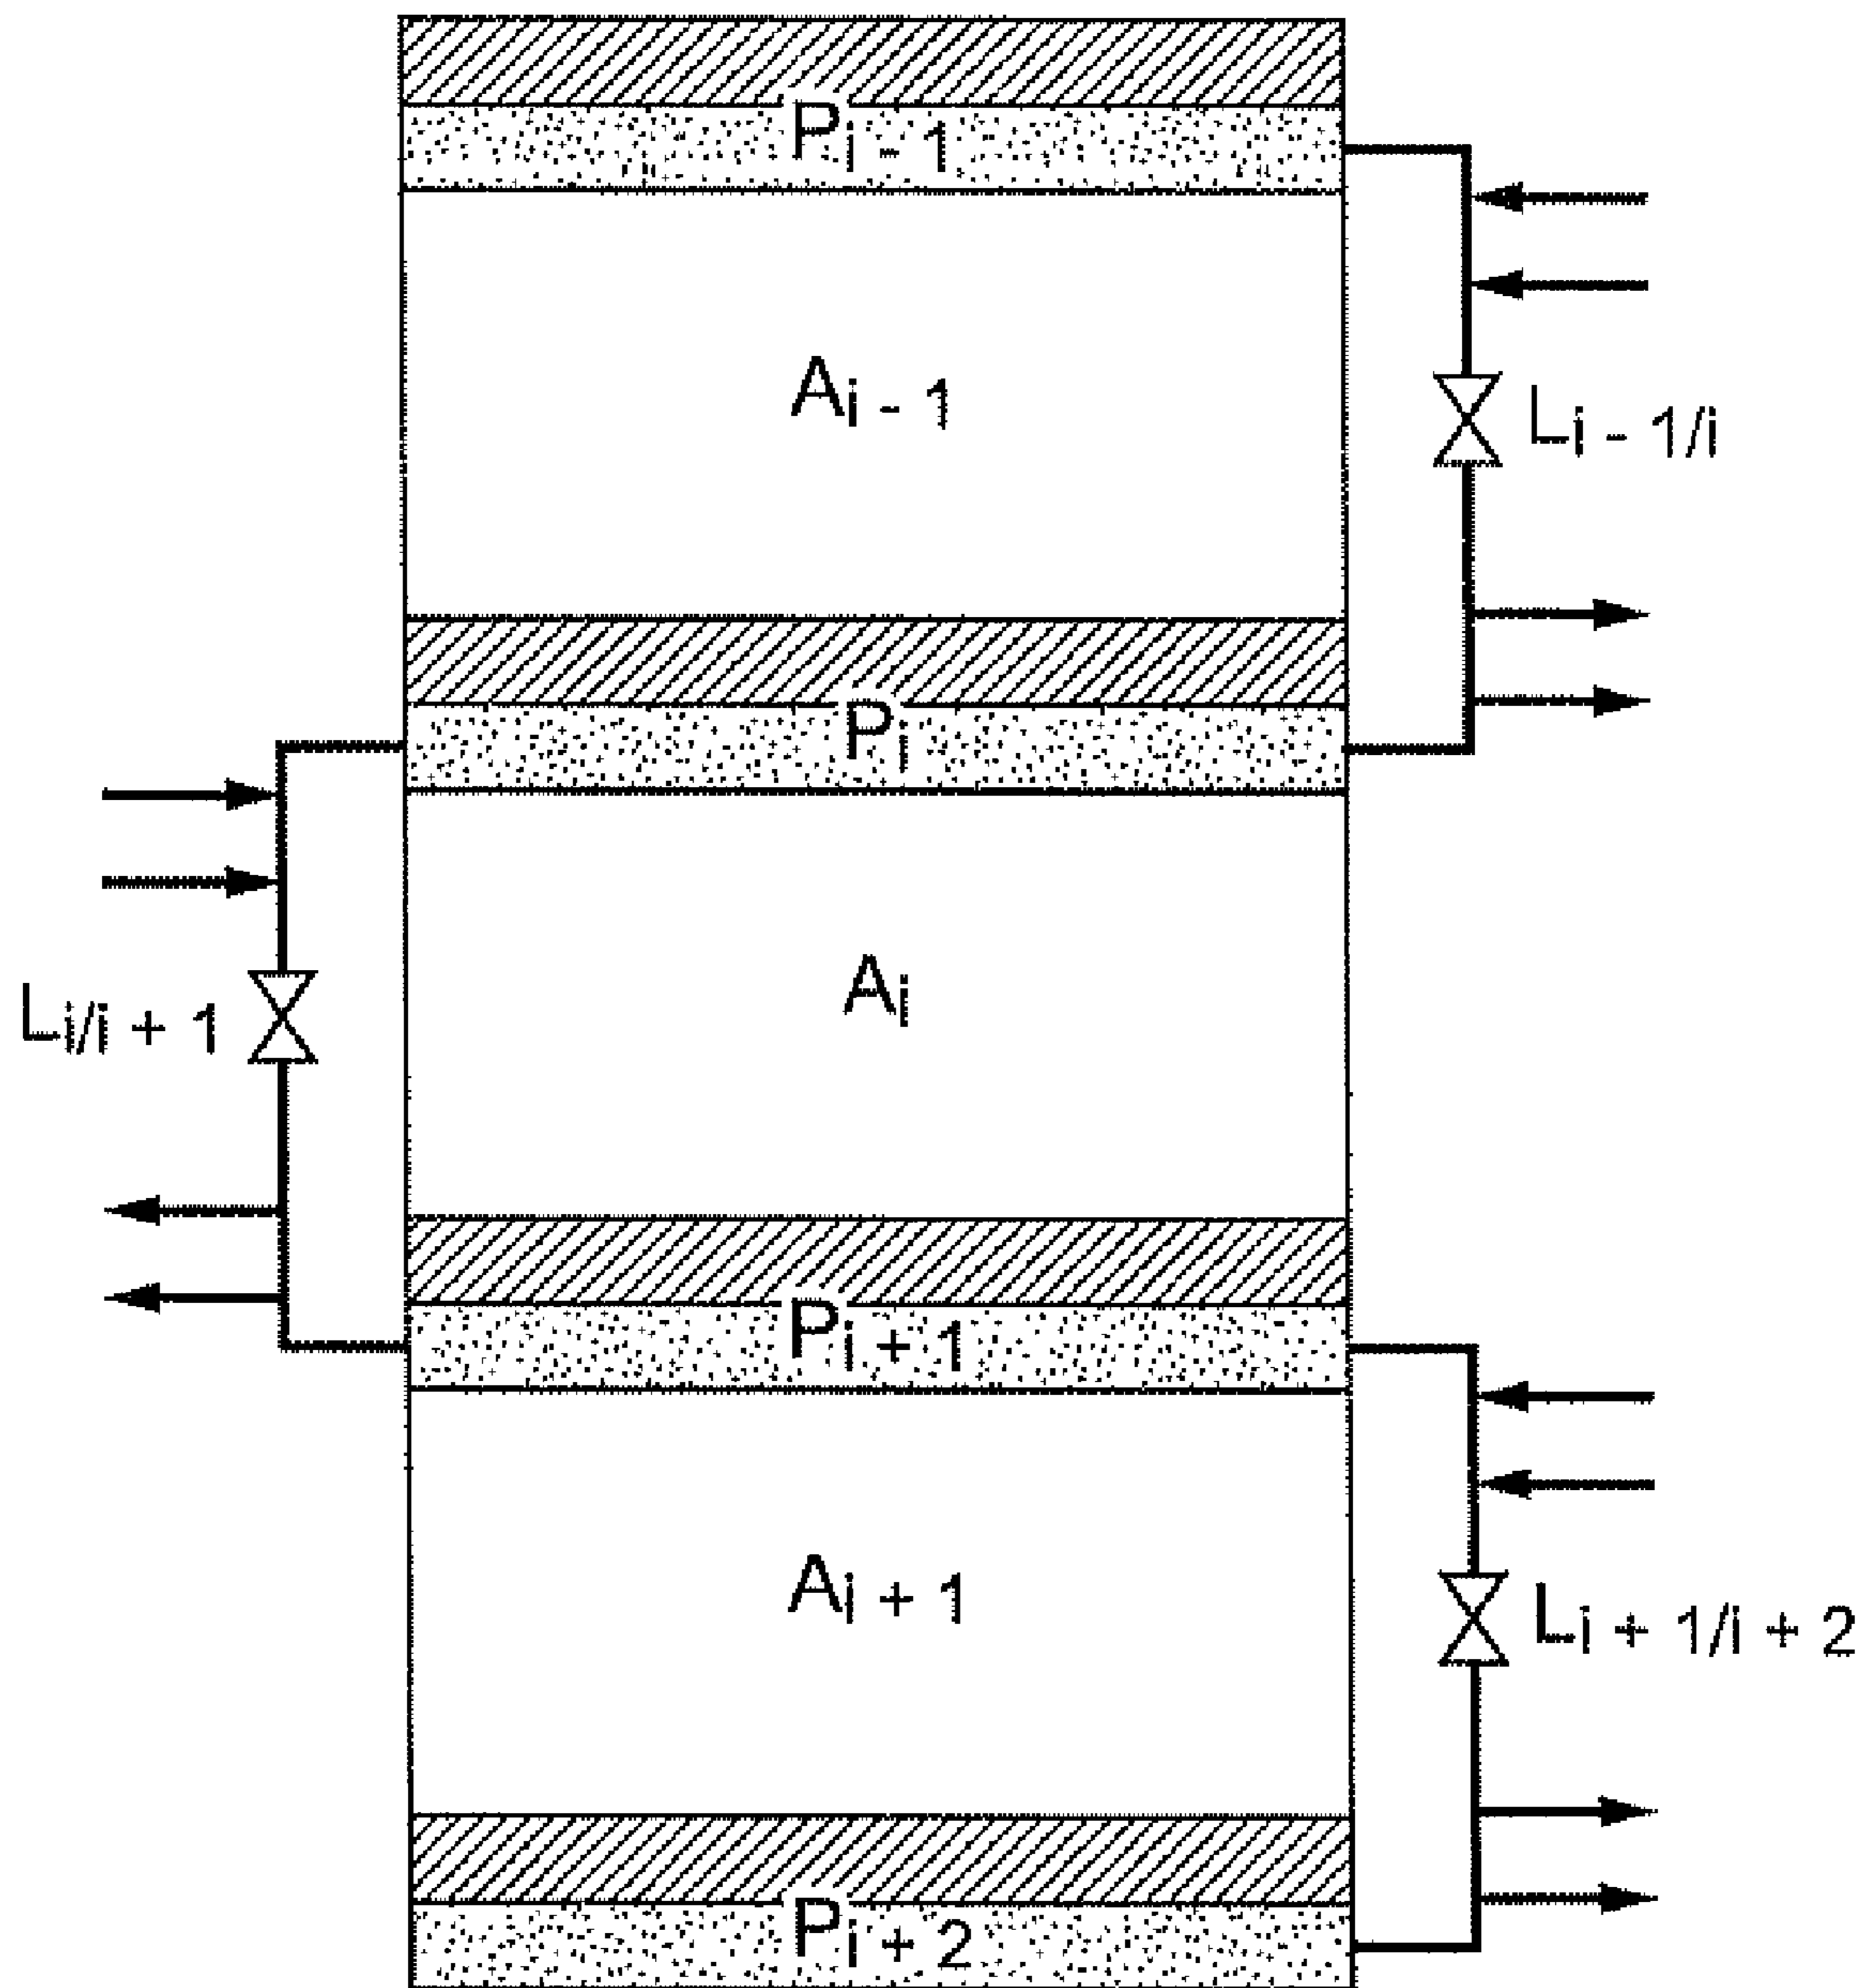 Pi - 1
Ai - 1
Li - 1/i
Pi
Ai
Li/i + 1
Pi + 1
Ai + 1
Li + 1/i + 2
Pi + 2